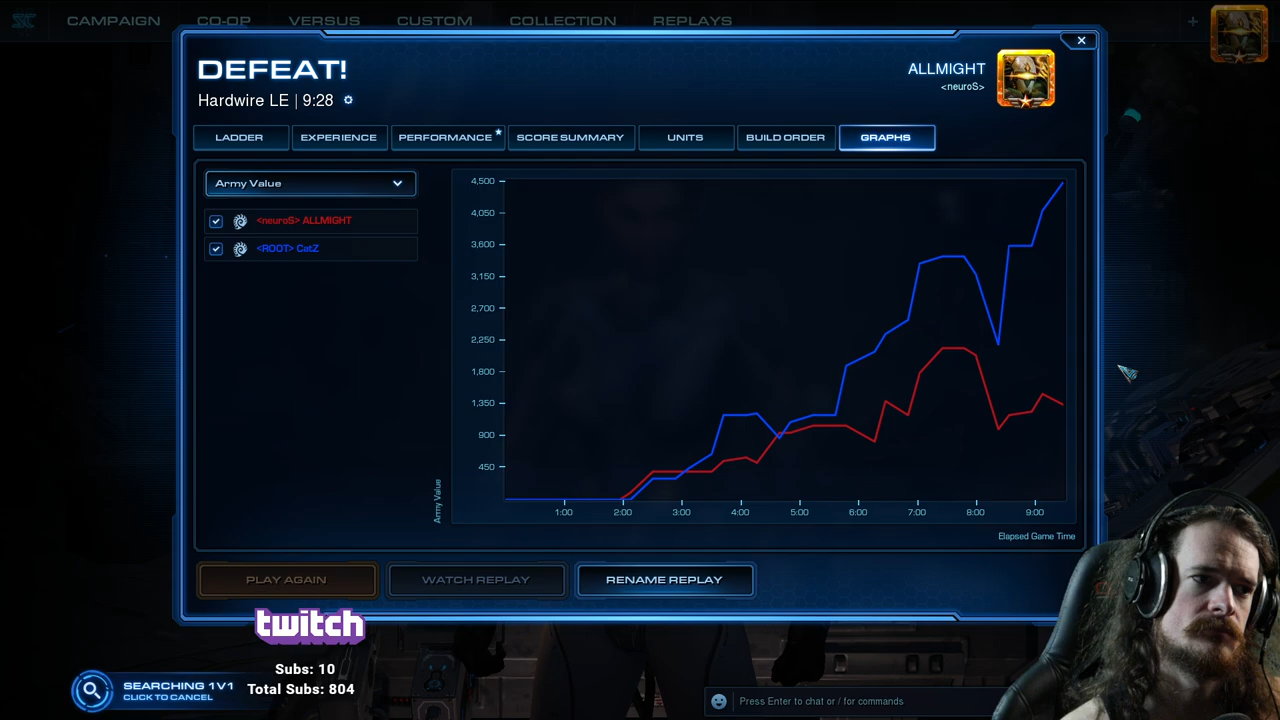 CAMPAIGN CO-OP VERSUS CUSTOM COLLECTION REPLAYS
DEFEAT!
Hardwire LE | 9:28
ALLMIGHT
<neuroS>
LADDER EXPERIENCE PERFORMANCE SCORE SUMMARY UNITS BUILD ORDER GRAPHS
Army Value
<neuroS> ALLMIGHT
<ROOT> CatZ
4,500
4,050
3,600
3,150
2,700
2,250
1,800
1,350
900
450
Army Value
1:00 2:00 3:00 4:00 5:00 6:00 7:00 8:00 9:00
Elapsed Game Time
PLAY AGAIN WATCH REPLAY RENAME REPLAY
twitch
Subs: 10
Total Subs: 804
SEARCHING 1V1
CLICK TO CANCEL
Press Enter to chat or / for commands